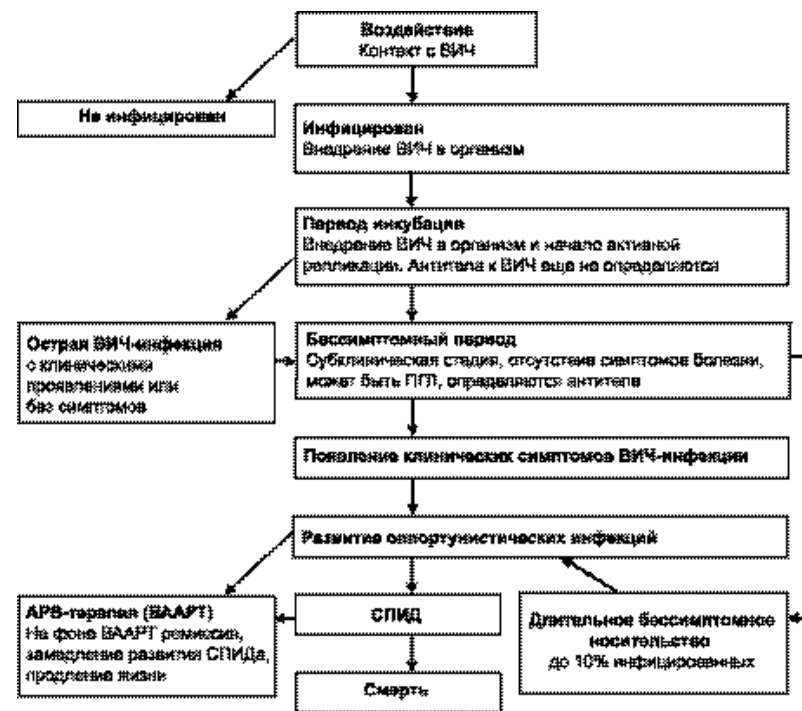 Воздействие
Контакт с ВИЧ
Не инфицирован
Инфицирован
Внедрение ВИЧ в организм
Период инкубации
Внедрение ВИЧ в организм и начало активной
репликации. Антитела к ВИЧ еще не определяются
Острая ВИЧ-инфекция
с клиническими
проявлениями или
без симптомов
Бессимптомный период
Субклиническая стадия, отсутствие симптомов болезни,
может быть ПГЛ, определяются антитела
Появление клинических симптомов ВИЧ-инфекции
Развитие оппортунистических инфекций
АРВ-терапия (ВААРТ)
На фоне ВААРТ ремиссия,
замедление развития СПИДа,
продление жизни
СПИД
Длительное бессимптомное
носительство
до 10% инфицированных
Смерть